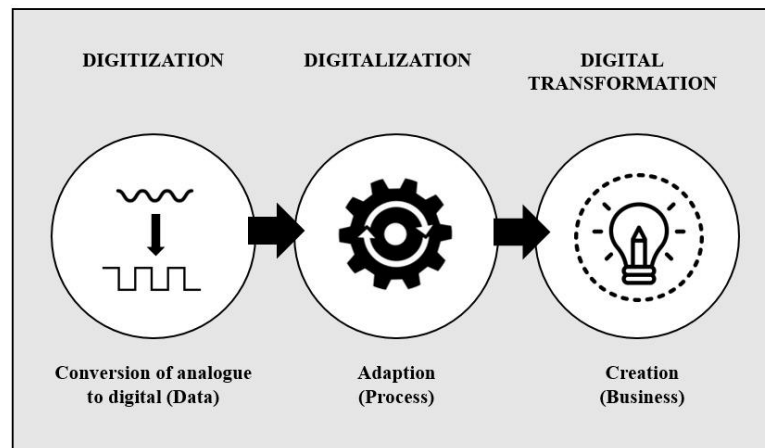 DIGITIZATION
DIGITALIZATION
DIGITAL
TRANSFORMATION
Conversion of analogue
to digital (Data)
Adaption
(Process)
Creation
(Business)